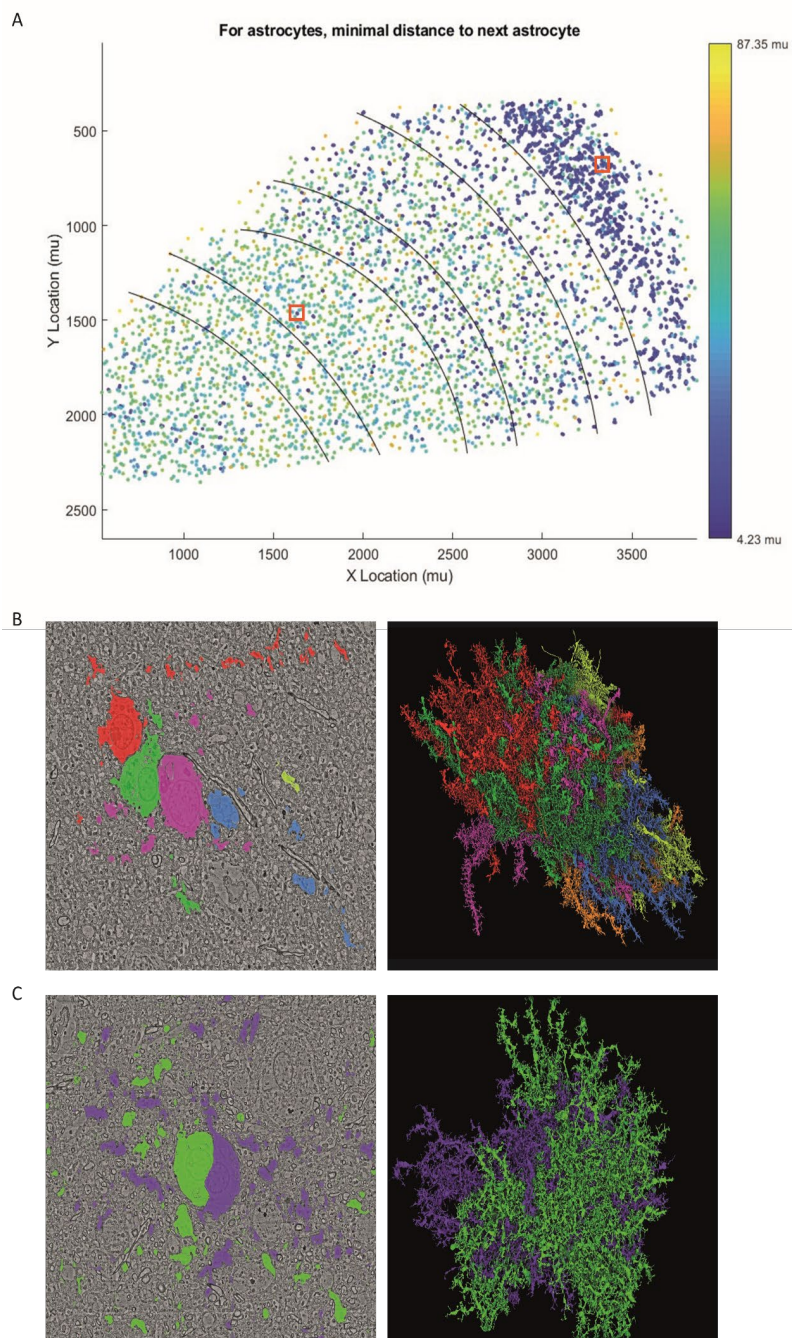 A
For astrocytes, minimal distance to next astrocyte
87.35 mu
500
1000
1500
2000
2500
Y Location (mu)
4.23 mu
1000
1500
2000
2500
3000
3500
X Location (mu)
B
C